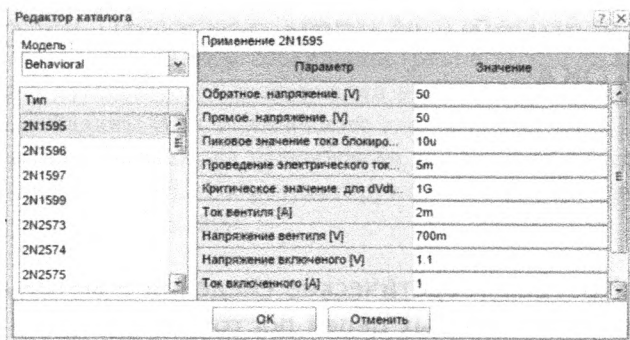 Редактор каталога
Модель :
Behavioral
Тип
2N1595
2N1596
2N1597
2N1599
2N2573
2N2574
2N2575
Применение 2N1595
Параметр Значение
Обратное. напряжение. [V] 50
Прямое. напряжение. [V] 50
Пиковое значение тока блокиро... 10u
Проведение электрического ток... 5m
Критическое. значение. для dVdt... 1G
Ток вентиля [A] 2m
Напряжение вентиля [V] 700m
Напряжение включеного [V] 1.1
Ток включенного [A] 1
OK Отменить